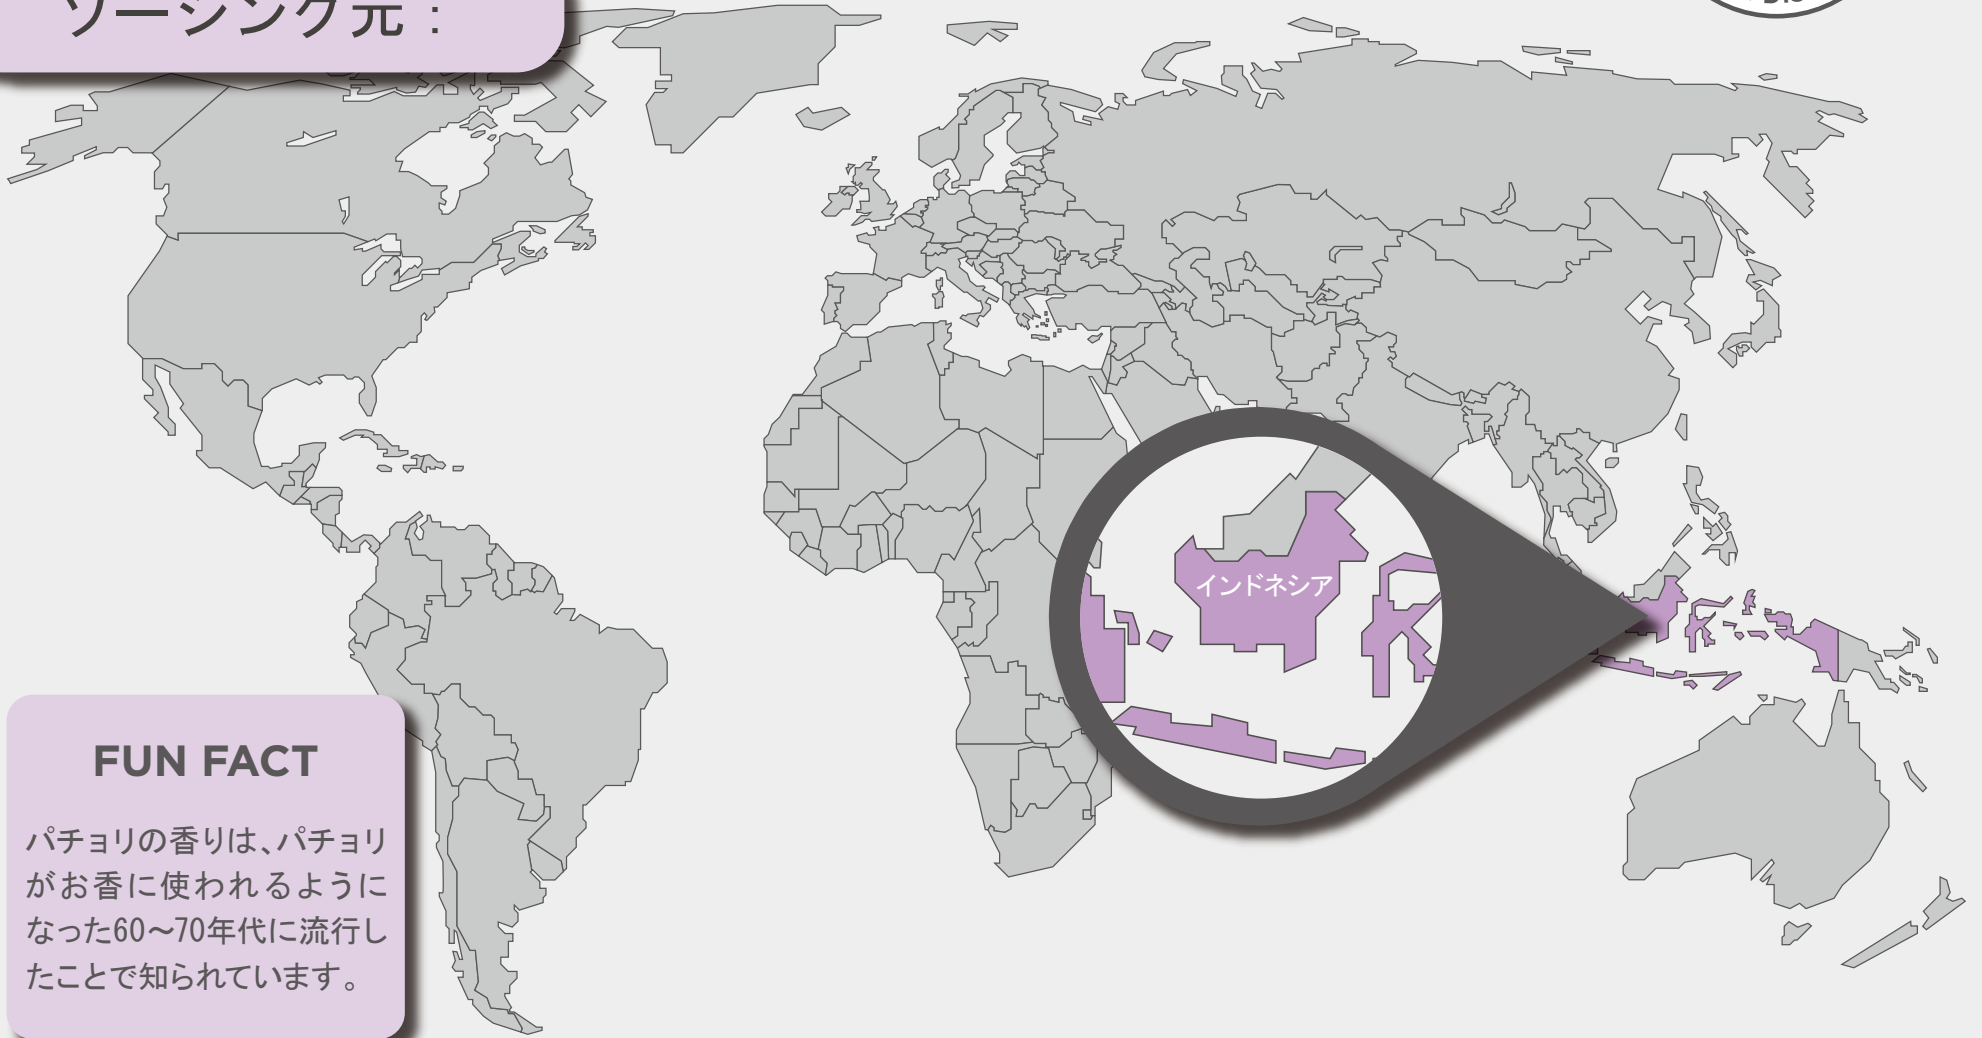 ソーシング元：
インドネシア
FUN FACT
パチョリの香りは、パチョリ
がお香に使われるように
なった60〜70年代に流行し
たことで知られています。